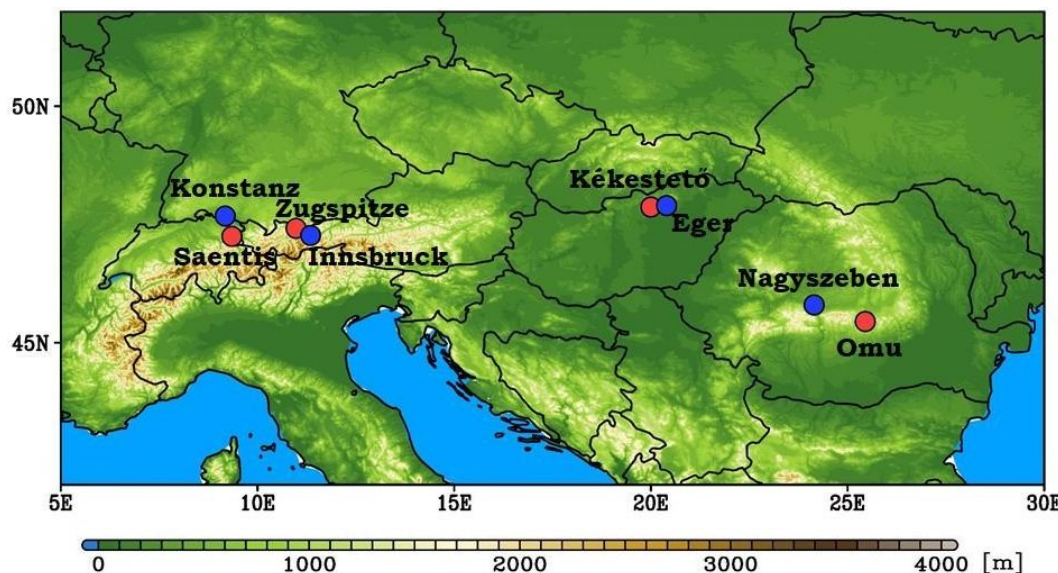 50N
Konstanz
Zugspitze
Kékestető
Saentis
Innsbruck
Eger
Nagyszeben
45N
Omu
5E 10E 15E 20E 25E 30E
0 1000 2000 3000 4000 [m]